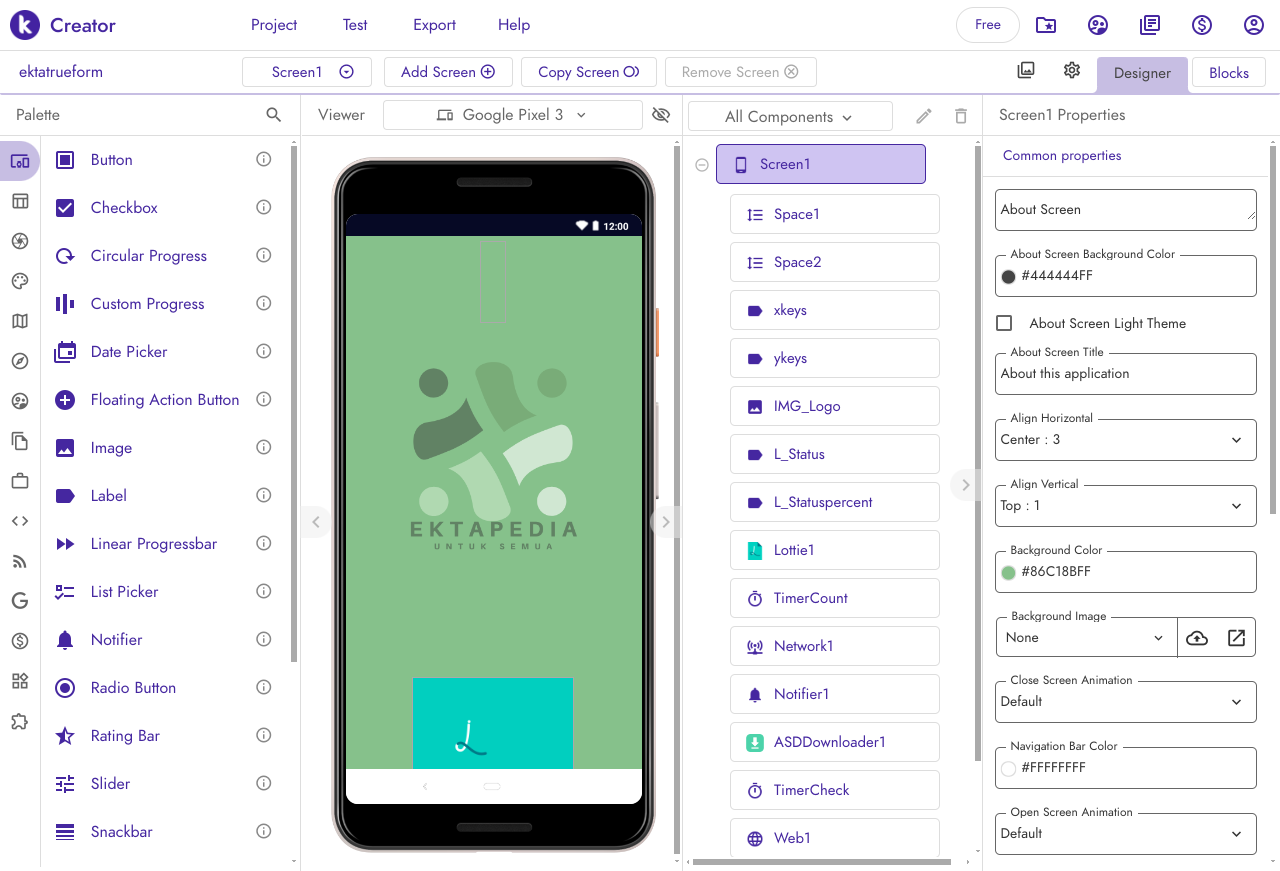 Creator
Project
Test
Export
Help
Free
ektatrueform
Screen1
Add Screen
Copy Screen
Remove Screen
Designer
Blocks
Palette
Button
Checkbox
Circular Progress
Custom Progress
Date Picker
Floating Action Button
Image
Label
Linear Progressbar
List Picker
Notifier
Radio Button
Rating Bar
Slider
Snackbar
Viewer
Google Pixel 3
12:00
EKTAPEDIA
UNTUK SEMUA
All Components
Screen1
Space1
Space2
xkeys
ykeys
IMG_Logo
L_Status
L_Statuspercent
Lottie1
TimerCount
Network1
Notifier1
ASDDownloader1
TimerCheck
Web1
Screen1 Properties
Common properties
About Screen
About Screen Background Color
#444444FF
About Screen Light Theme
About Screen Title
About this application
Align Horizontal
Center : 3
Align Vertical
Top : 1
Background Color
#86C18BFF
Background Image
None
Close Screen Animation
Default
Navigation Bar Color
#FFFFFFFF
Open Screen Animation
Default